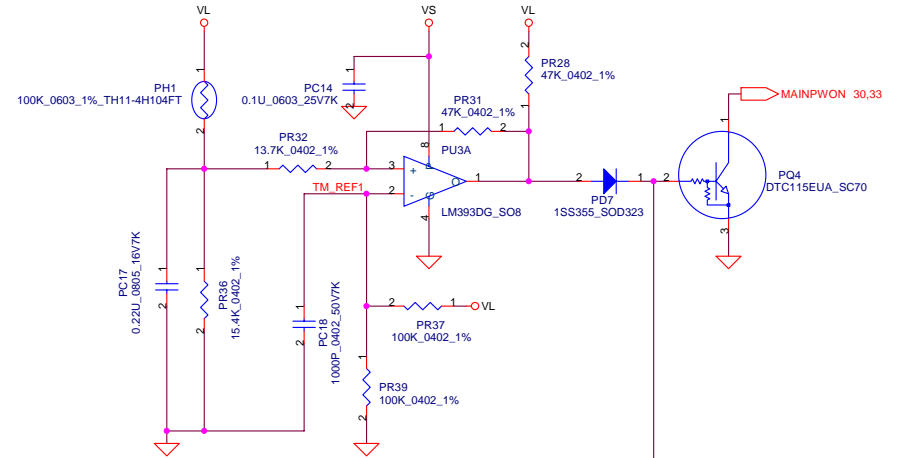 VL
VS
VL
1
PH1
100K_0603_1%_TH11-4H104FT
2
1
PC14
0.1U_0603_25V7K
2
2
PR28
47K_0402_1%
1
PR31
47K_0402_1%
1
2
MAINPWON 30,33
1
PR32
13.7K_0402_1%
1
2
8
PU3A
3
+
P
O
1
TM_REF1
2
-
G
LM393DG_SO8
4
2
1
PD7
1SS355_SOD323
2
PQ4
DTC115EUA_SC70
3
1
PC17
0.22U_0805_16V7K
2
1
PR36
15.4K_0402_1%
2
1
PC18
1000P_0402_50V7K
2
2
1
VL
PR37
100K_0402_1%
1
PR39
100K_0402_1%
2